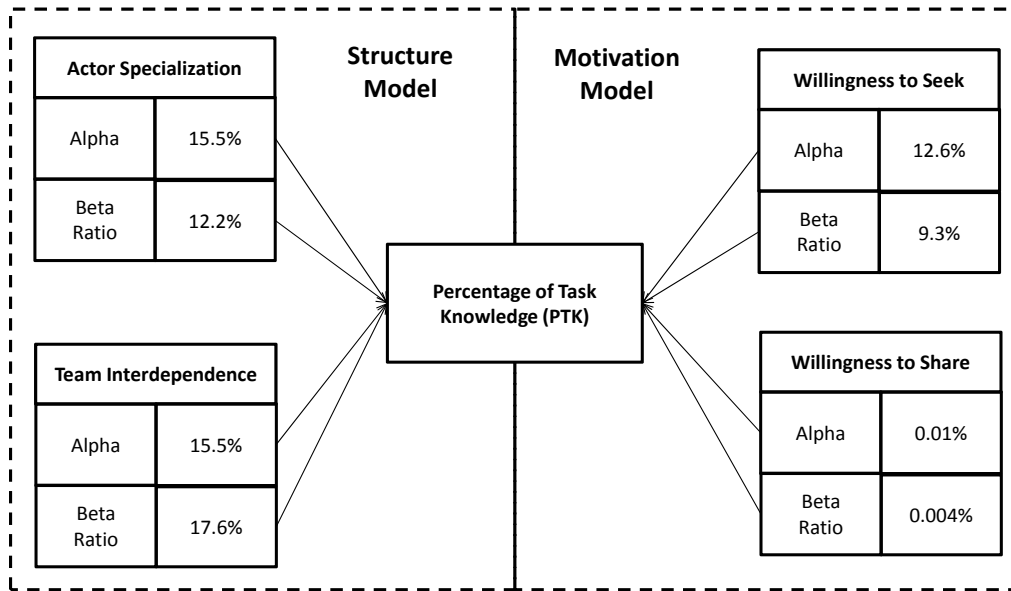 Structure
Model
Motivation
Model
Actor Specialization
Alpha 15.5%
Beta
Ratio 12.2%
Team Interdependence
Alpha 15.5%
Beta
Ratio 17.6%
Percentage of Task
Knowledge (PTK)
Willingness to Seek
Alpha 12.6%
Beta
Ratio 9.3%
Willingness to Share
Alpha 0.01%
Beta
Ratio 0.004%